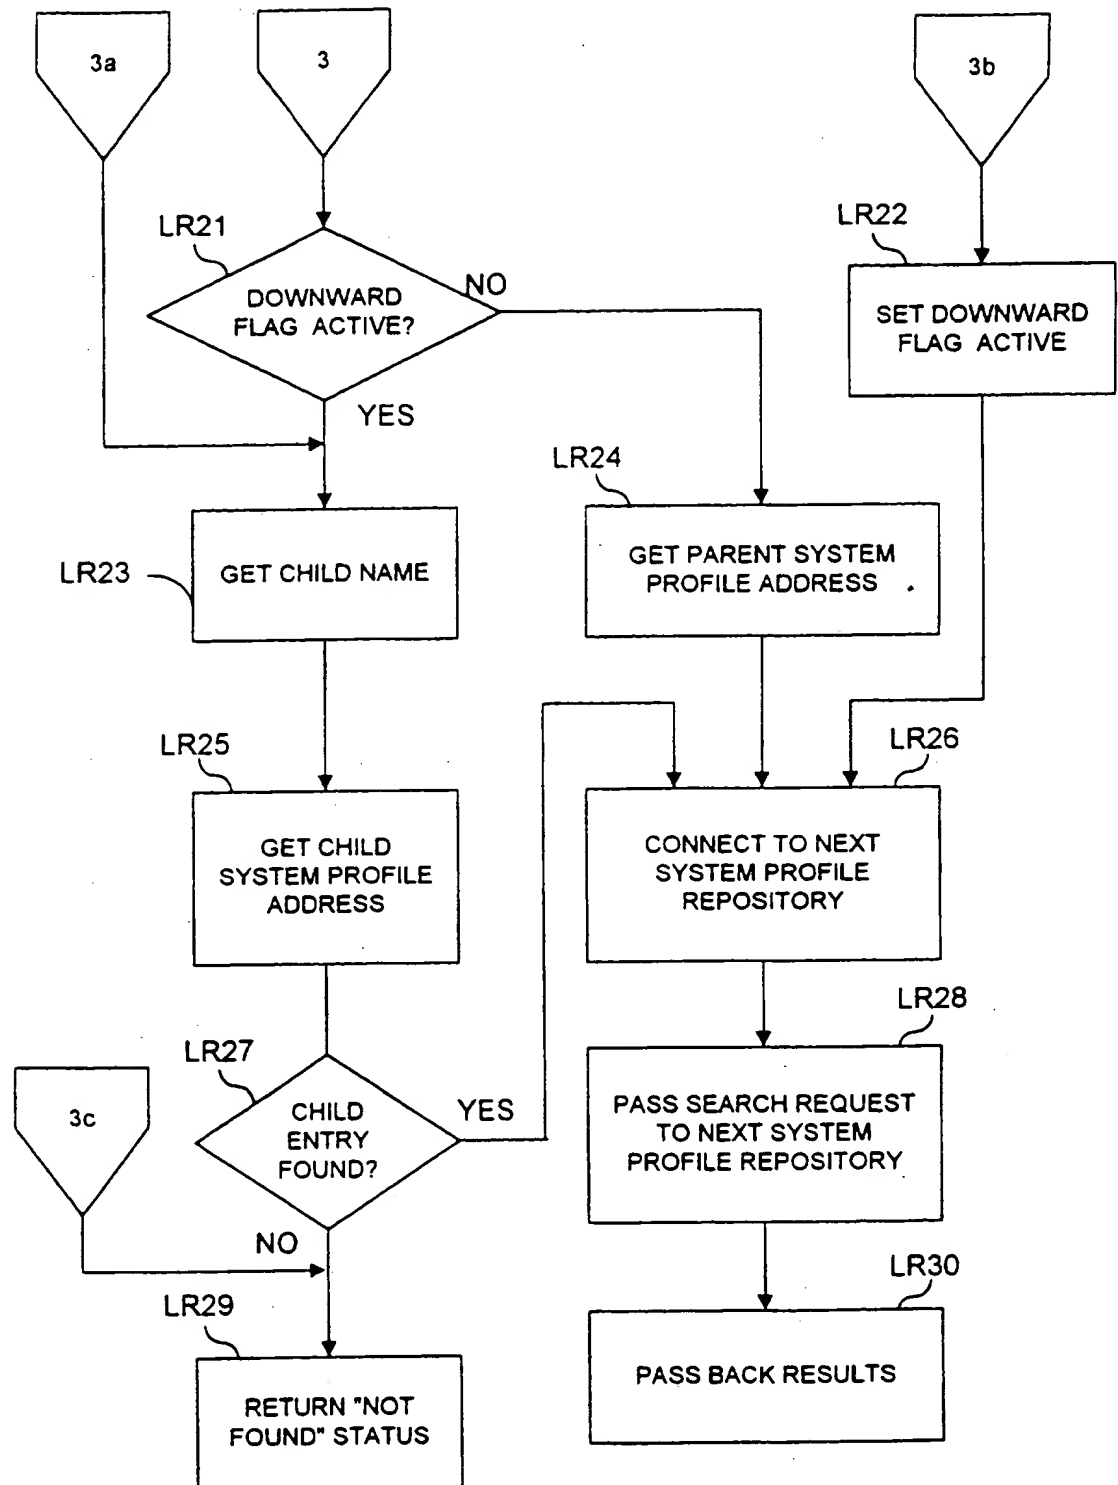 3a
3
3b
LR21
DOWNWARD
FLAG ACTIVE?
NO
YES
LR22
SET DOWNWARD
FLAG ACTIVE
LR23
GET CHILD NAME
LR24
GET PARENT SYSTEM
PROFILE ADDRESS
LR25
GET CHILD
SYSTEM PROFILE
ADDRESS
LR26
CONNECT TO NEXT
SYSTEM PROFILE
REPOSITORY
LR27
CHILD
ENTRY
FOUND?
YES
NO
3c
LR28
PASS SEARCH REQUEST
TO NEXT SYSTEM
PROFILE REPOSITORY
LR29
RETURN "NOT
FOUND" STATUS
LR30
PASS BACK RESULTS